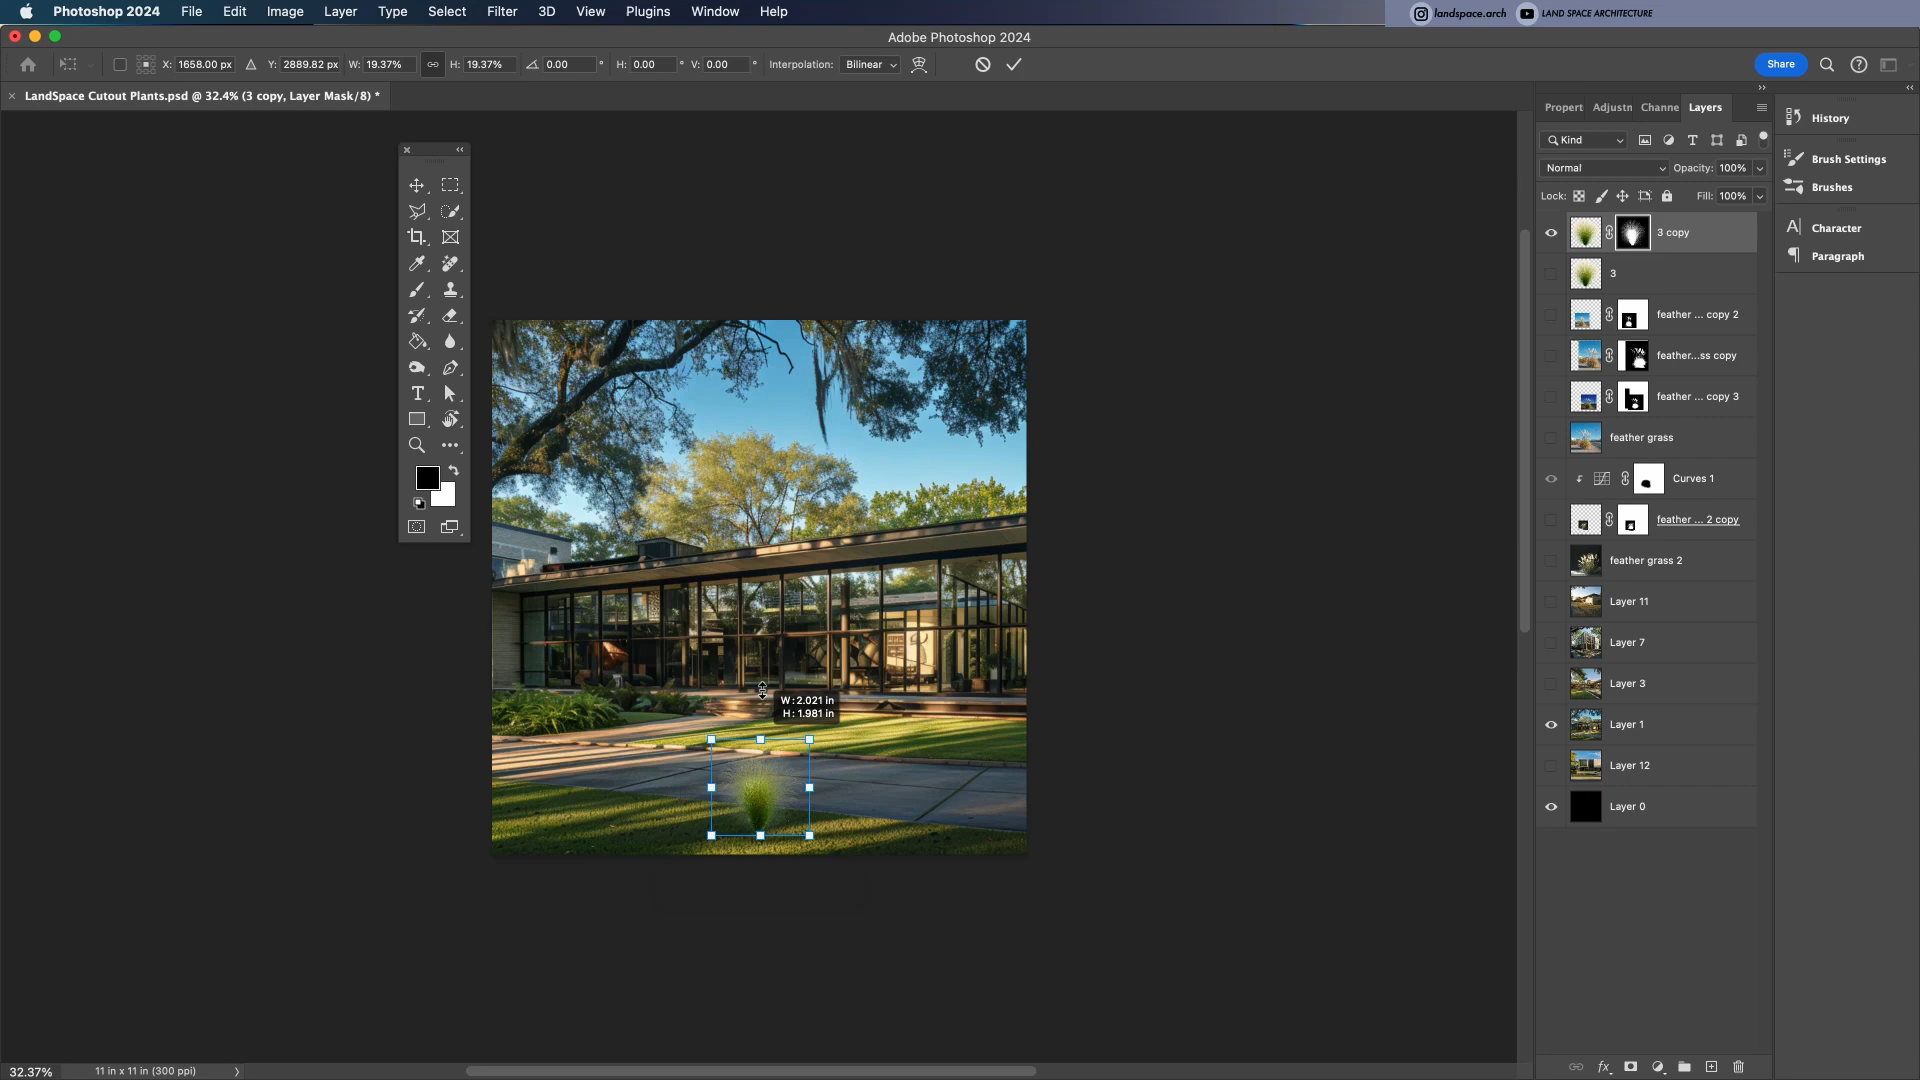 Photoshop 2024 File Edit Image Layer Type Select Filter 3D View Plugins Window Help
landspace.arch LAND SPACE ARCHITECTURE
Adobe Photoshop 2024
X: 1658.00 px Y: 2889.82 px W: 19.37% H: 19.37% 0.00 ° H: 0.00 ° V: 0.00 ° Interpolation: Bilinear
Share
LandSpace Cutout Plants.psd @ 32.4% (3 copy, Layer Mask/8) *
Propert Adjustn Channe Layers
History
Kind
Brush Settings
Normal Opacity: 100%
Brushes
Lock: Fill: 100%
Character
Paragraph
3 copy
3
feather ... copy 2
feather...ss copy
feather ... copy 3
feather grass
Curves 1
feather ... 2 copy
feather grass 2
Layer 11
Layer 7
Layer 3
Layer 1
Layer 12
Layer 0
W: 2.021 in
H: 1.981 in
32.37% 11 in x 11 in (300 ppi)